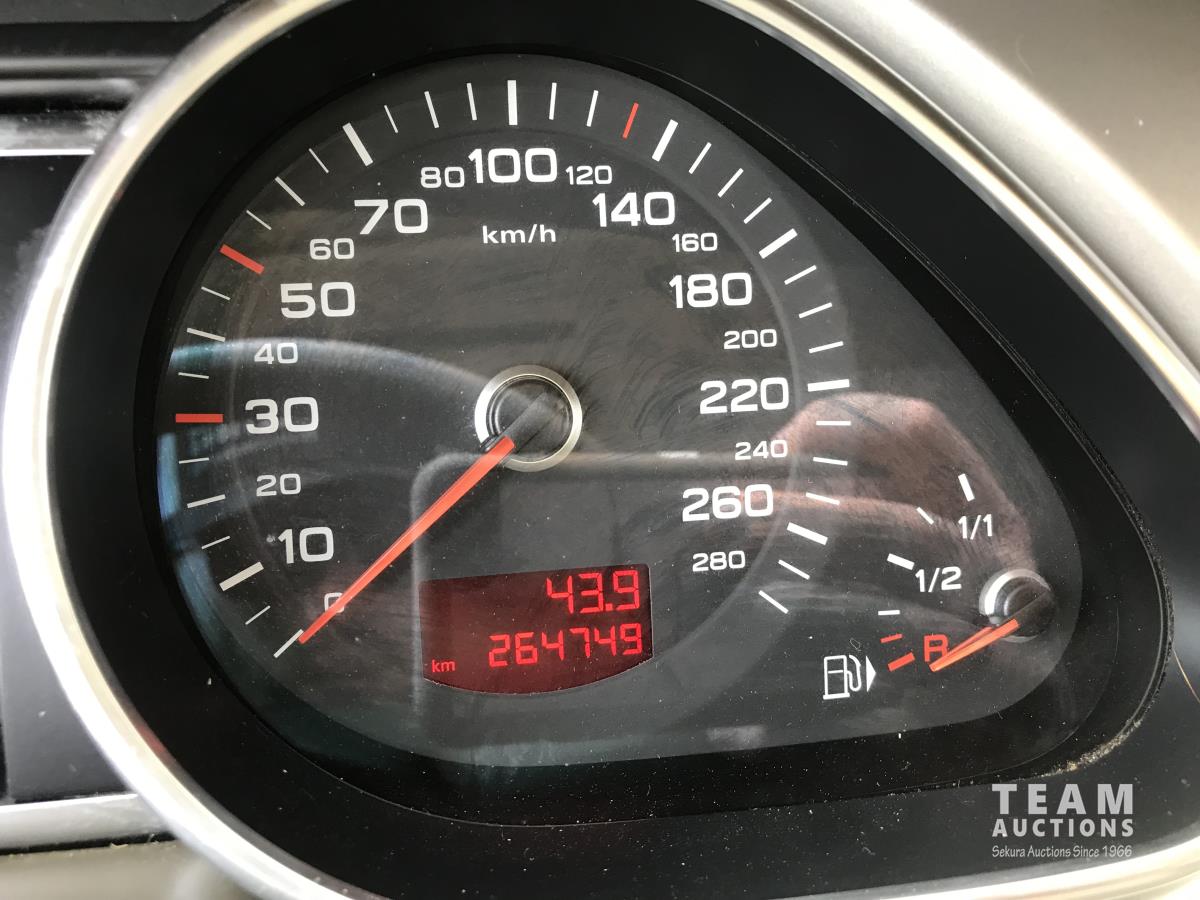 80 100 120
70 140
km/h
60 160
50 180
40 200
30 220
20 240
10 260
0 280
43.9
km 264749
1/1
1/2
R
TEAM
AUCTIONS
Sekura Auctions Since 1966